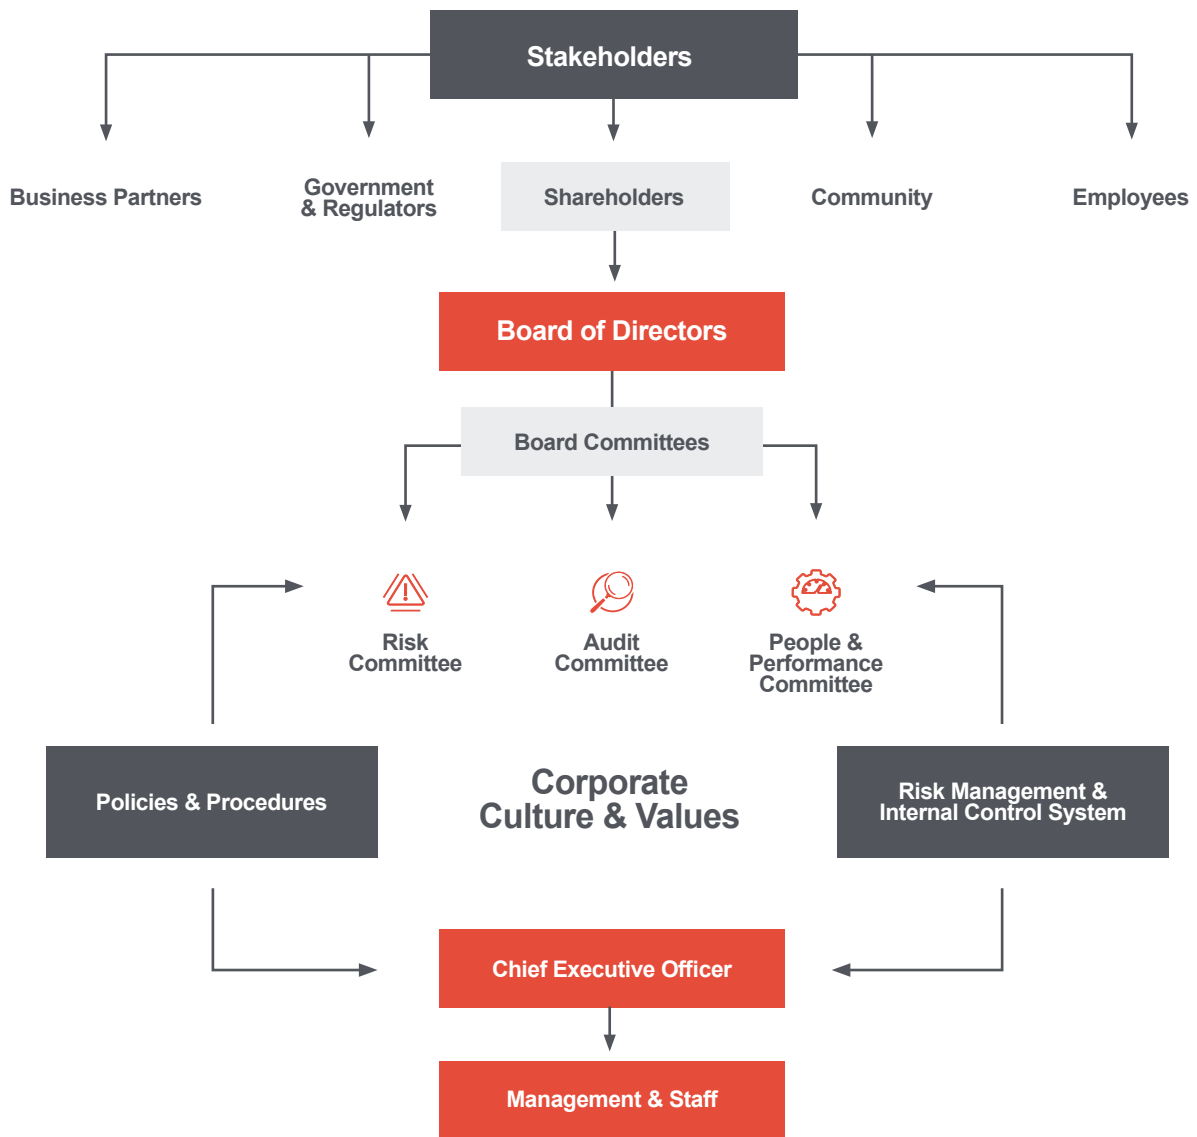 Stakeholders
Business Partners
Government
& Regulators
Shareholders
Community
Employees
Board of Directors
Board Committees
Risk
Committee
Audit
Committee
People &
Performance
Committee
Policies & Procedures
Corporate
Culture & Values
Risk Management &
Internal Control System
Chief Executive Officer
Management & Staff